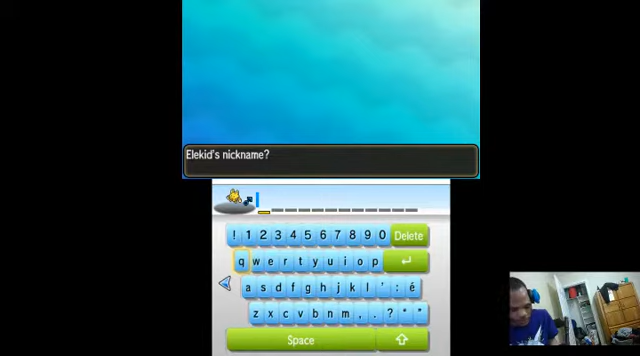 Elekid's nickname?
! 1 2 3 4 5 6 7 8 9 0 Delete
q w e r t y u i o p
a s d f g h j k l ' : é
z x c v b n m , . ?
Space